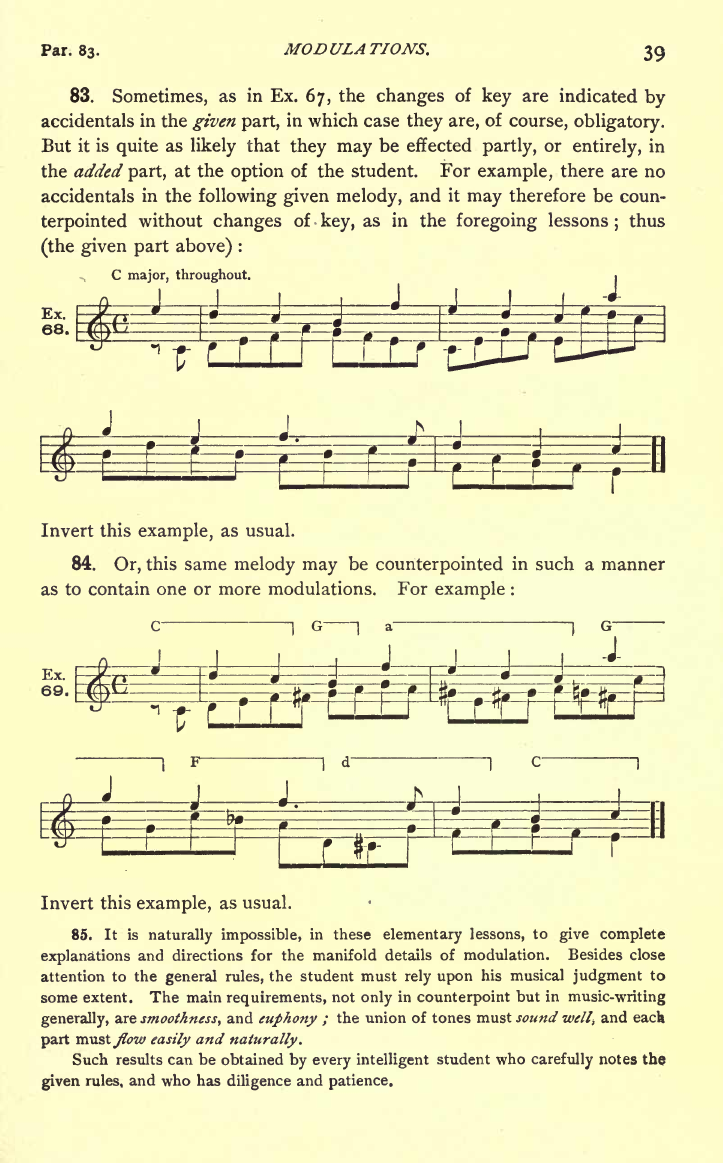 Par. 83. MODULATIONS. 39
83. Sometimes, as in Ex. 67, the changes of key are indicated by
accidentals in the given part, in which case they are, of course, obligatory.
But it is quite as likely that they may be effected partly, or entirely, in
the added part, at the option of the student. For example, there are no
accidentals in the following given melody, and it may therefore be coun-
terpointed without changes of key, as in the foregoing lessons; thus
(the given part above):
C major, throughout.
Ex.
68.
Invert this example, as usual.
84. Or, this same melody may be counterpointed in such a manner
as to contain one or more modulations. For example:
C G a G
Ex.
69.
F d C
Invert this example, as usual.
85. It is naturally impossible, in these elementary lessons, to give complete
explanations and directions for the manifold details of modulation. Besides close
attention to the general rules, the student must rely upon his musical judgment to
some extent. The main requirements, not only in counterpoint but in music-writing
generally, are smoothness, and euphony; the union of tones must sound well, and each
part must flow easily and naturally.
Such results can be obtained by every intelligent student who carefully notes the
given rules, and who has diligence and patience.